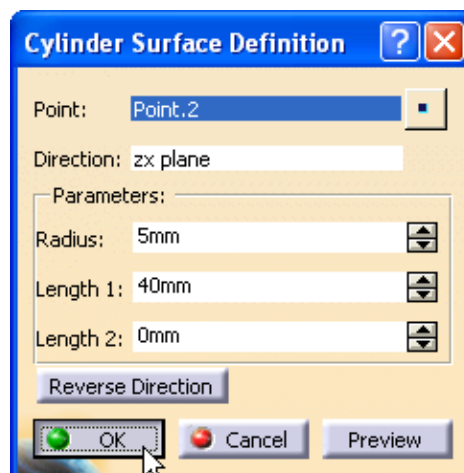 Cylinder Surface Definition ?
Point: Point.2
Direction: zx plane
Parameters:
Radius: 5mm
Length 1: 40mm
Length 2: 0mm
Reverse Direction
OK Cancel Preview